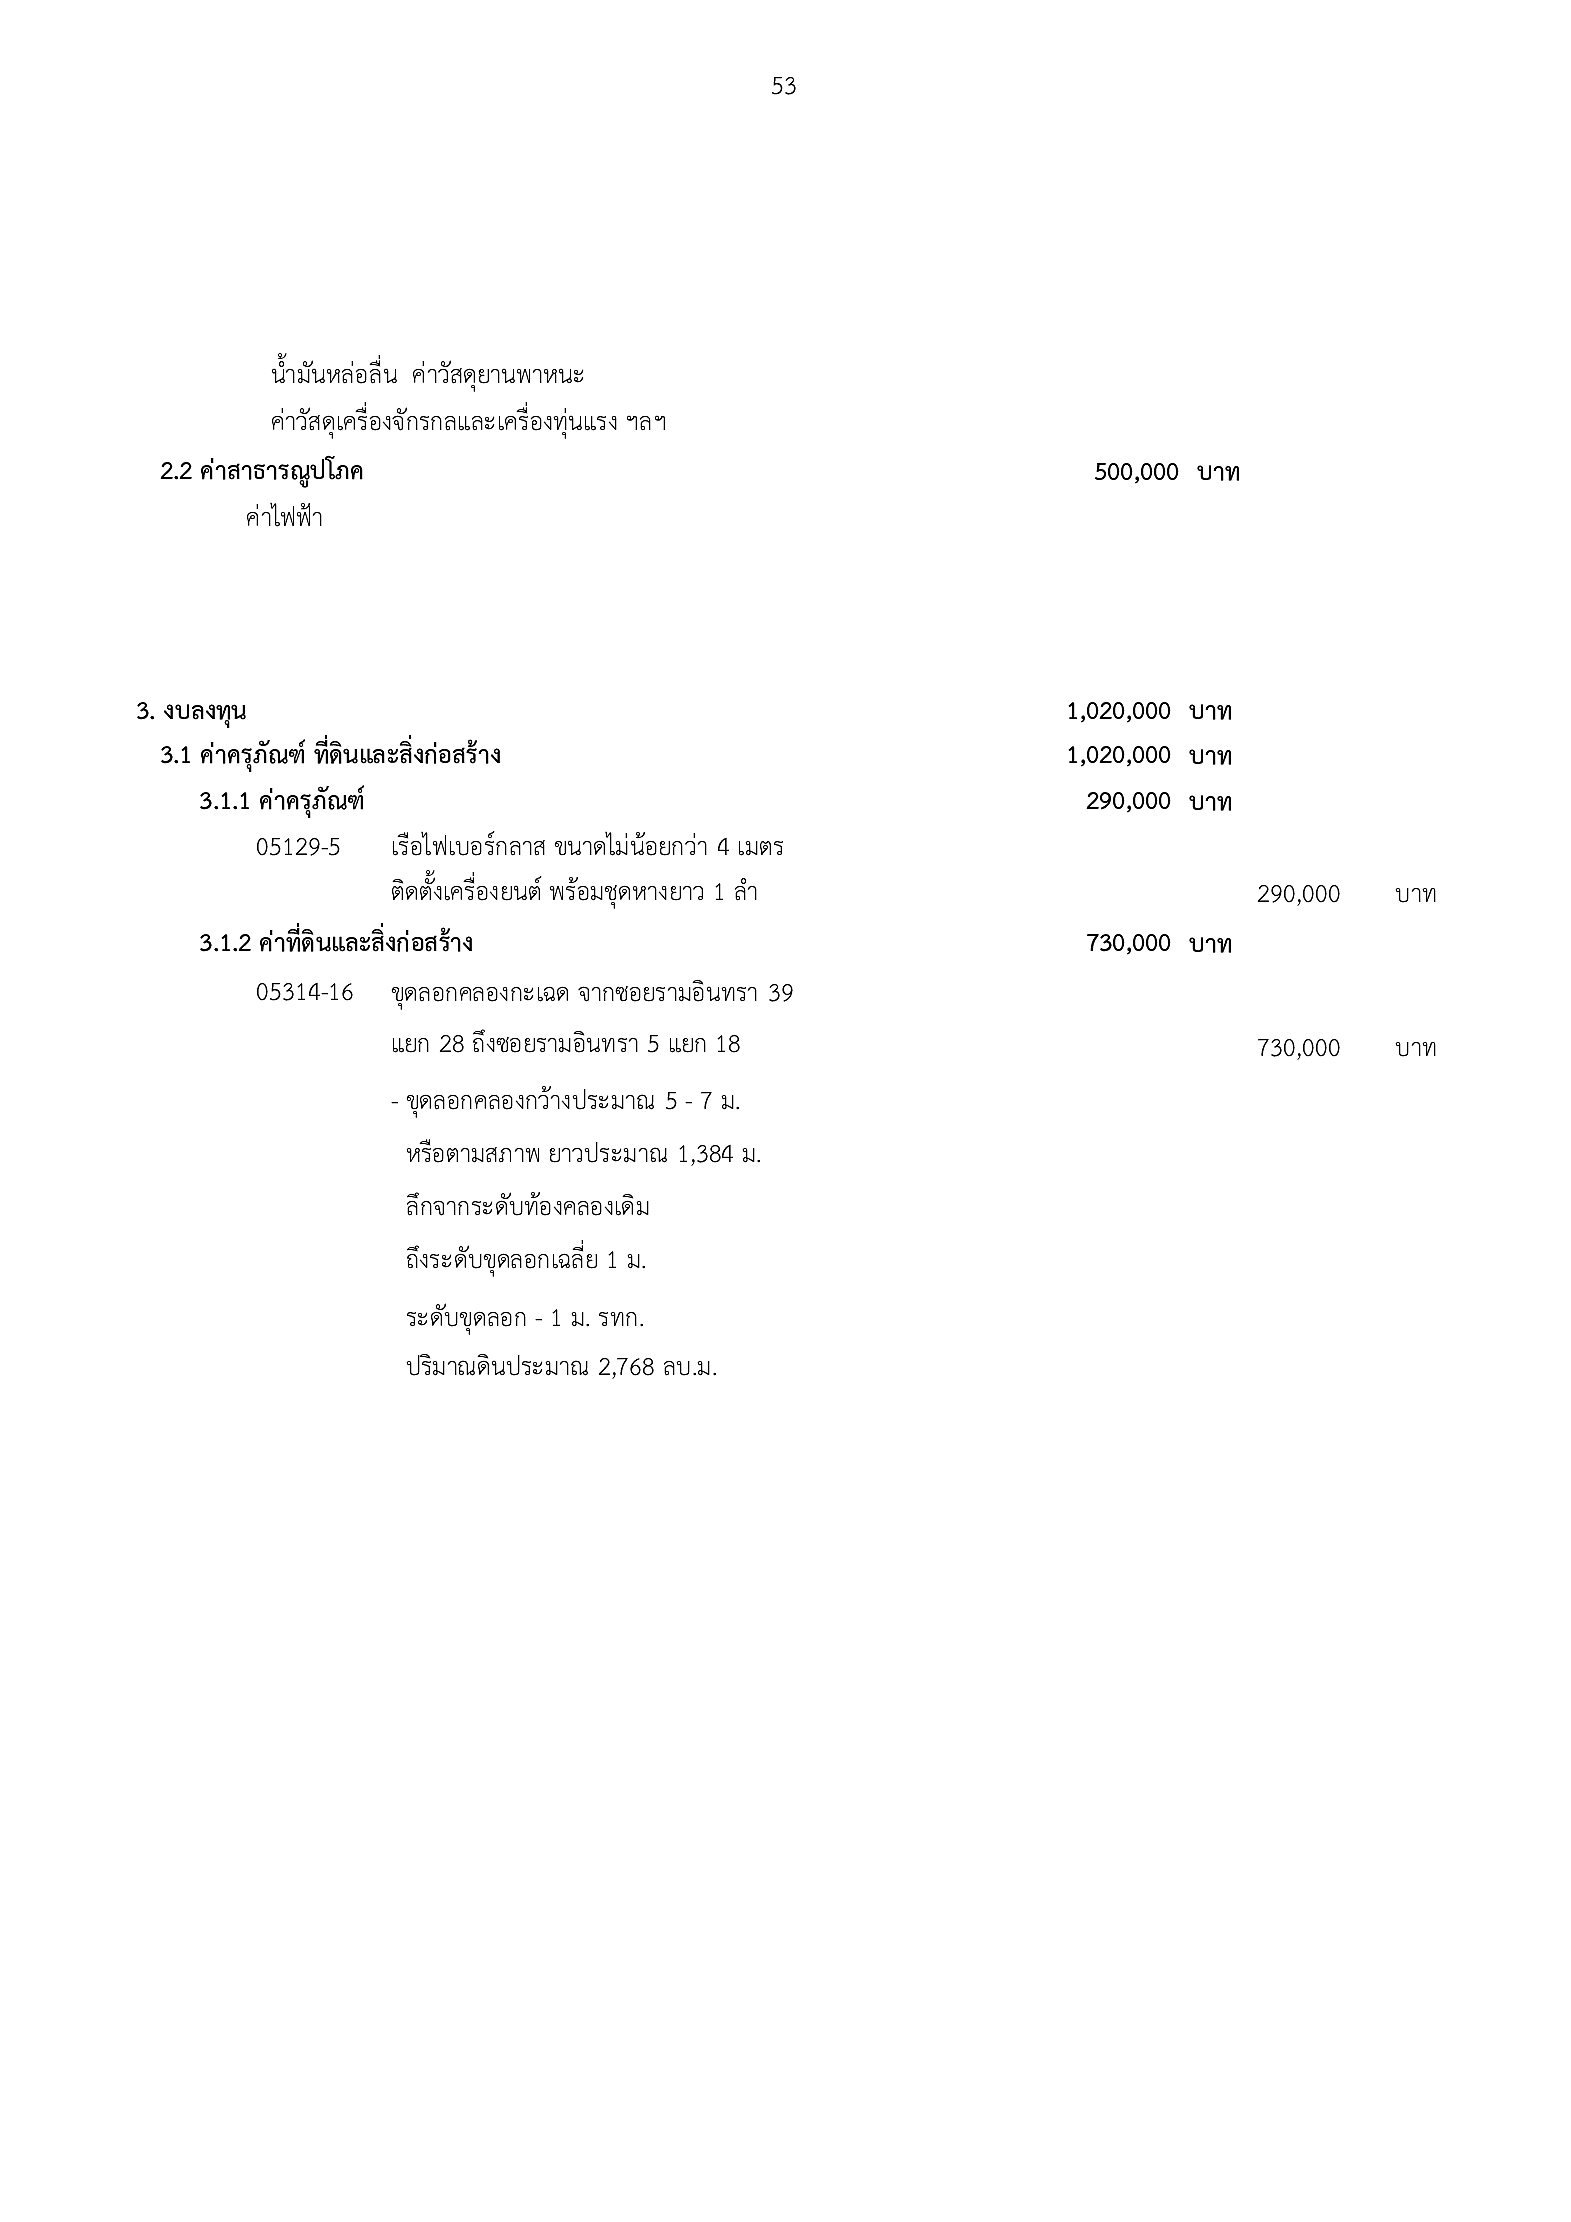 53
น้ำมันหล่อลื่น ค่าวัสดุยานพาหนะ
ค่าวัสดุเครื่องจักรกลและเครื่องทุ่นแรง ฯลฯ
2.2 ค่าสาธารณูปโภค 500,000 บาท
ค่าไฟฟ้า
3. งบลงทุน 1,020,000 บาท
3.1 ค่าครุภัณฑ์ ที่ดินและสิ่งก่อสร้าง 1,020,000 บาท
3.1.1 ค่าครุภัณฑ์ 290,000 บาท
05129-5 เรือไฟเบอร์กลาส ขนาดไม่น้อยกว่า 4 เมตร
ติดตั้งเครื่องยนต์ พร้อมชุดหางยาว 1 ลำ 290,000 บาท
3.1.2 ค่าที่ดินและสิ่งก่อสร้าง 730,000 บาท
05314-16 ขุดลอกคลองกะเฉด จากซอยรามอินทรา 39
แยก 28 ถึงซอยรามอินทรา 5 แยก 18 730,000 บาท
- ขุดลอกคลองกว้างประมาณ 5 - 7 ม.
หรือตามสภาพ ยาวประมาณ 1,384 ม.
ลึกจากระดับท้องคลองเดิม
ถึงระดับขุดลอกเฉลี่ย 1 ม.
ระดับขุดลอก - 1 ม. รทก.
ปริมาณดินประมาณ 2,768 ลบ.ม.